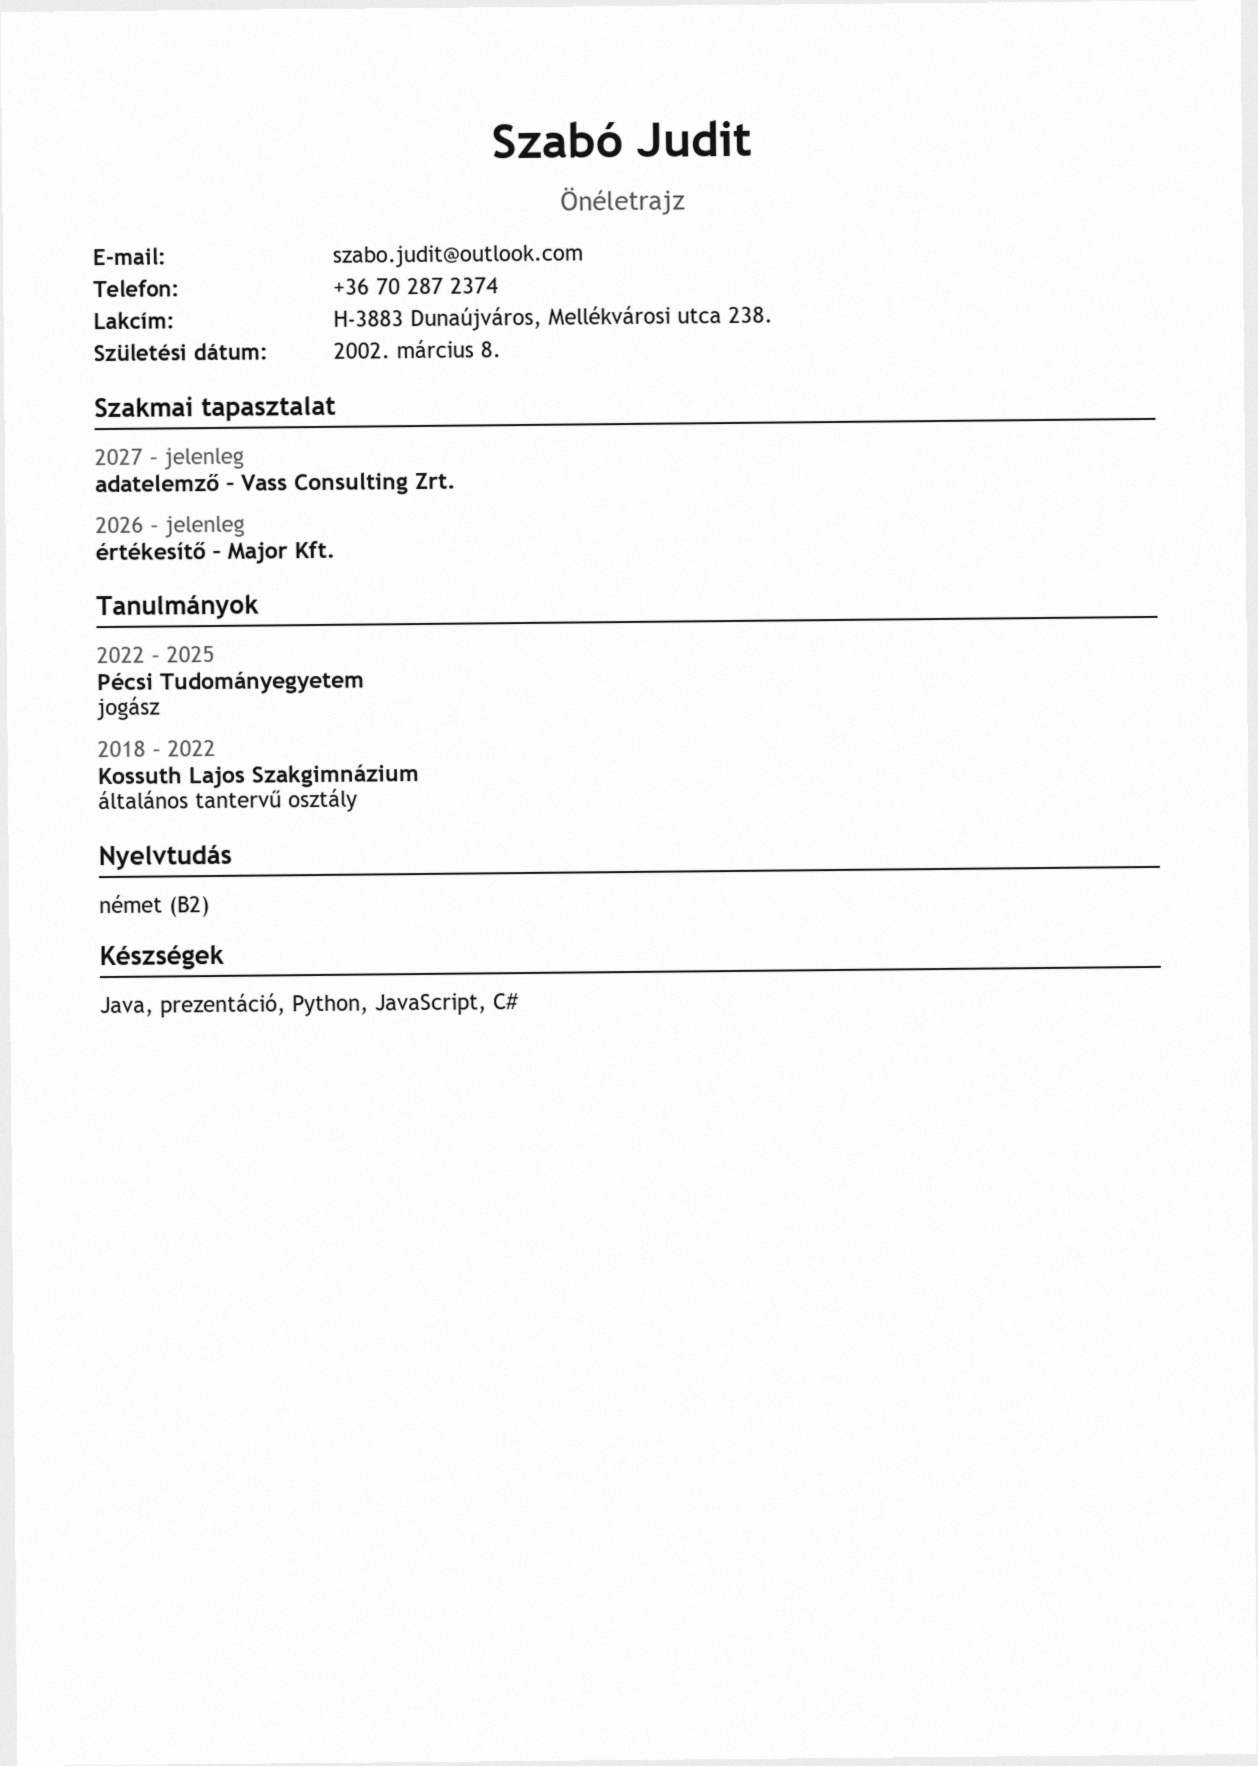 Szabó Judit
Önéletrajz
E-mail: szabo.judit@outlook.com
Telefon: +36 70 287 2374
Lakcím: H-3883 Dunaújváros, Mellékvárosi utca 238.
Születési dátum: 2002. március 8.
Szakmai tapasztalat
2027 - jelenleg
adatelemző – Vass Consulting Zrt.
2026 - jelenleg
értékesítő – Major Kft.
Tanulmányok
2022 - 2025
Pécsi Tudományegyetem
jogász
2018 - 2022
Kossuth Lajos Szakgimnázium
általános tantervű osztály
Nyelvtudás
német (B2)
Készségek
Java, prezentáció, Python, JavaScript, C#